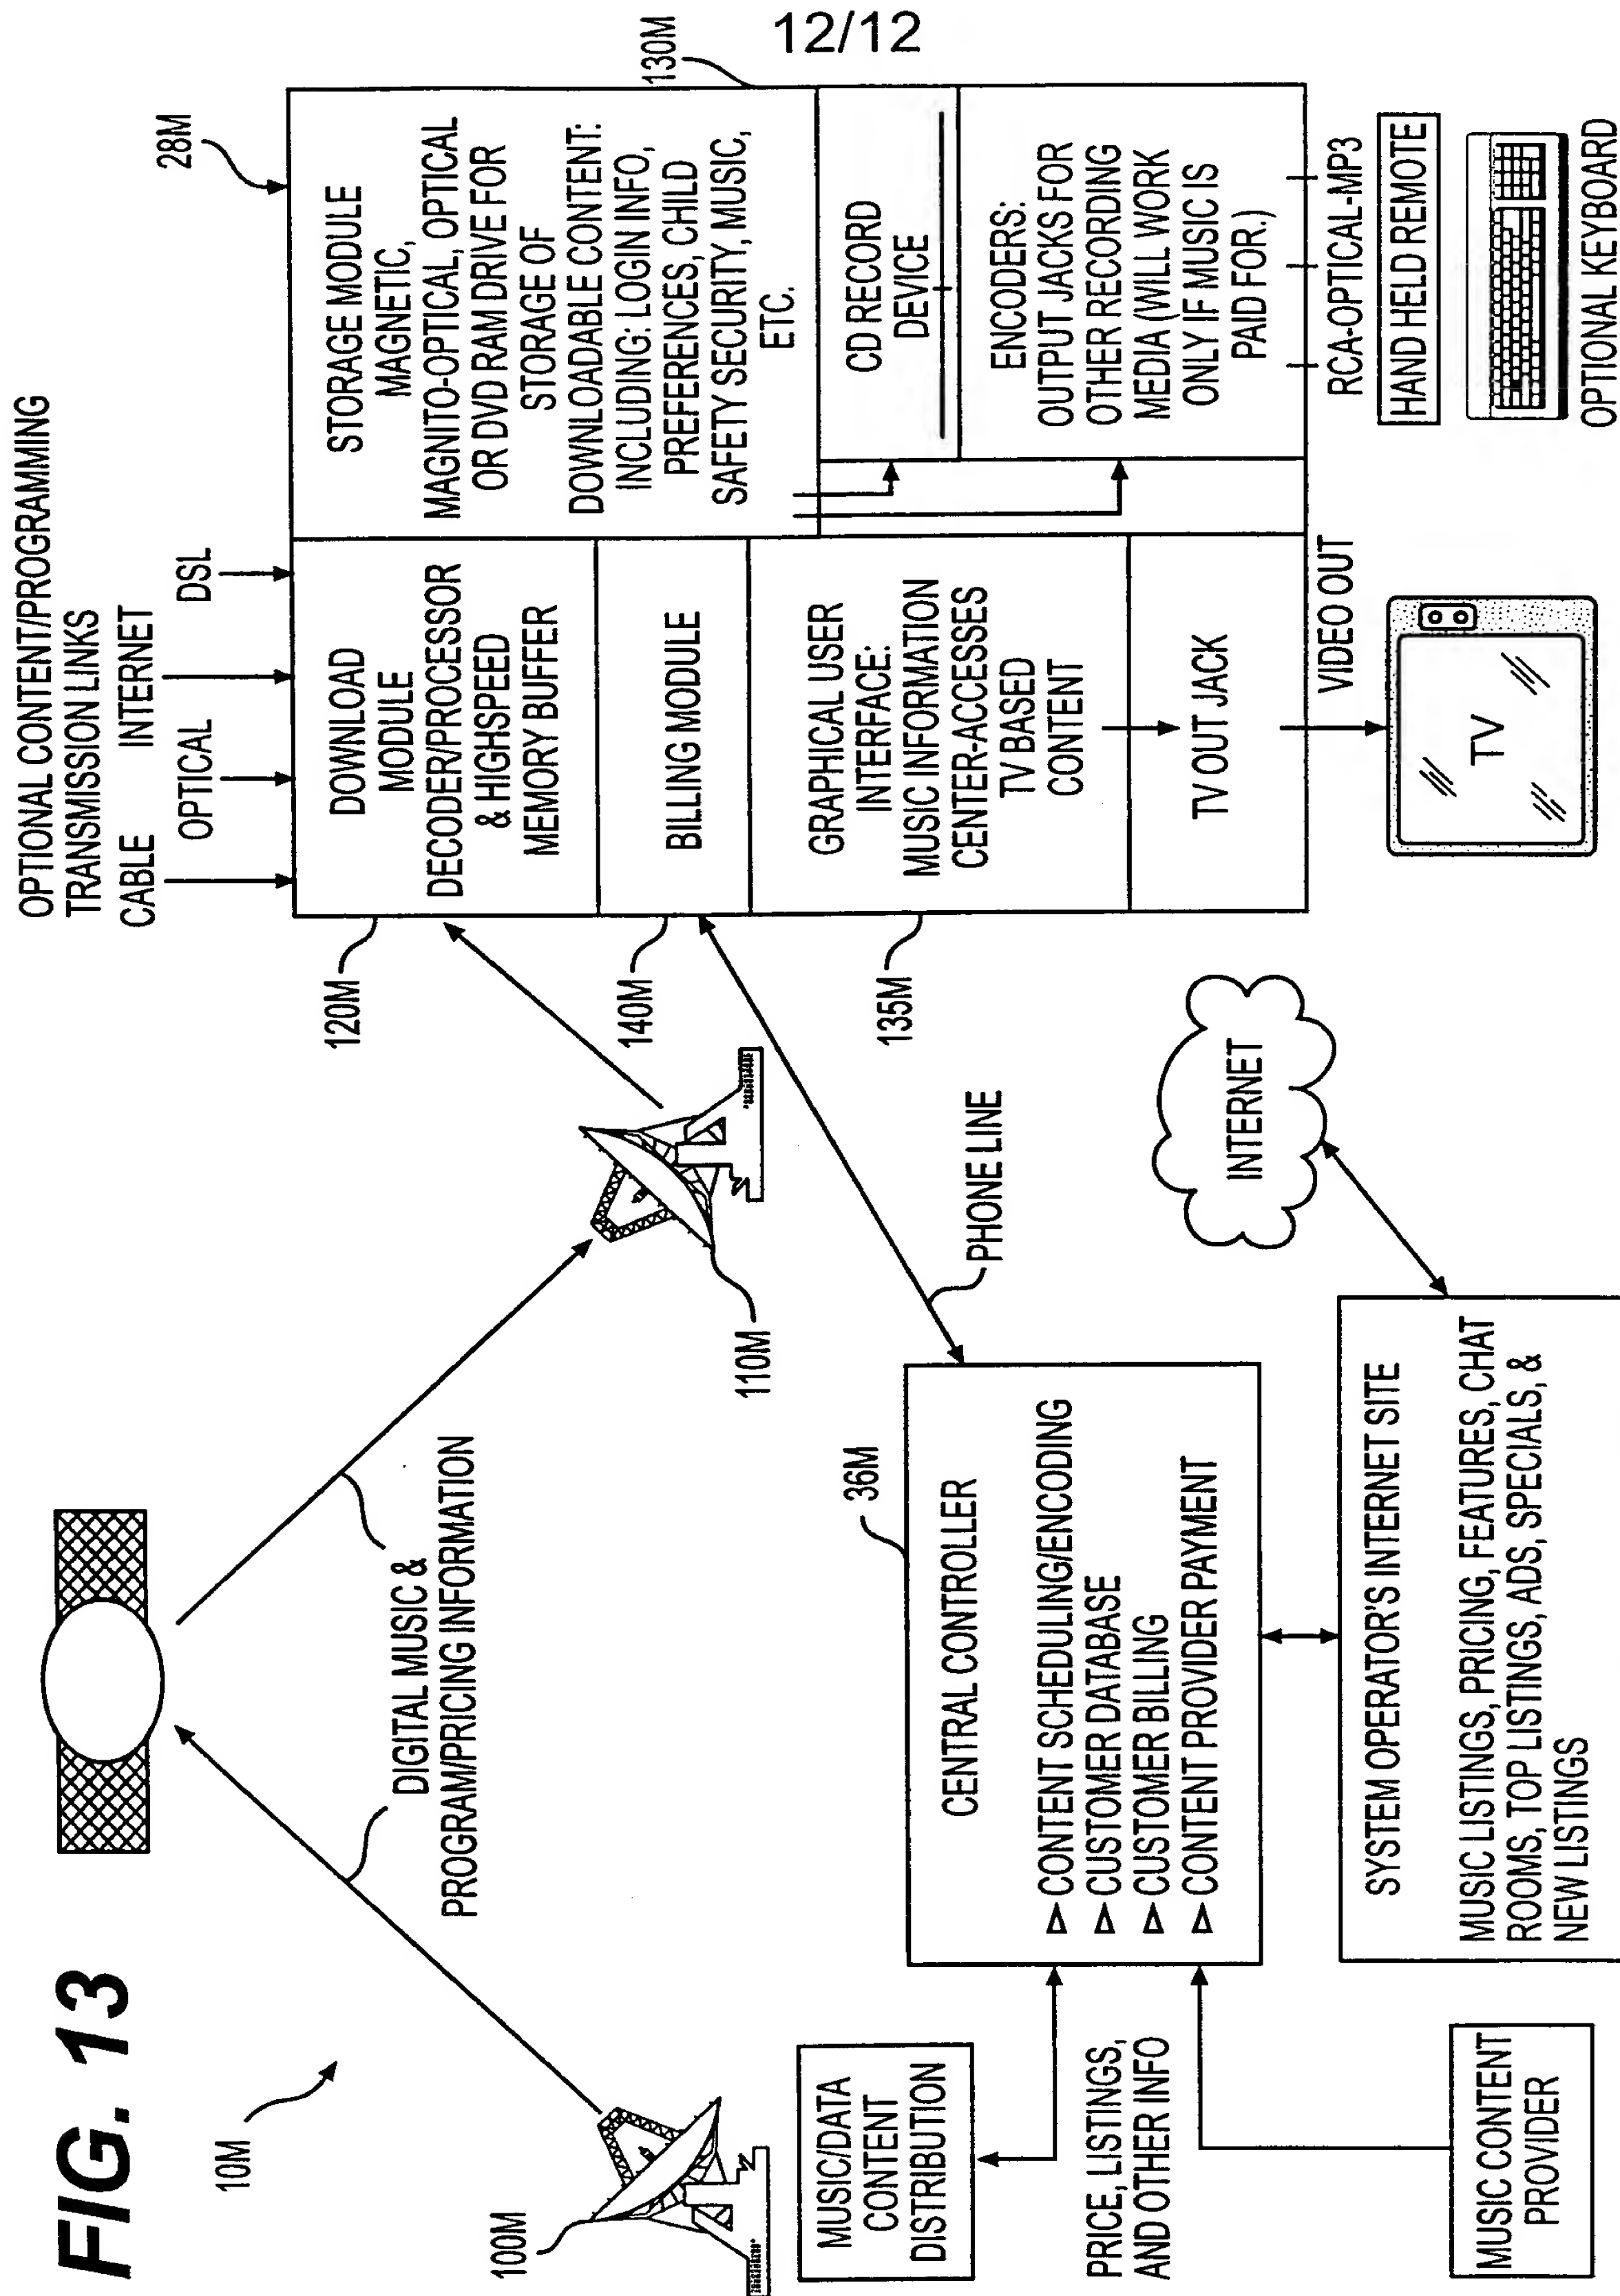 12/12
FIG. 13
10M
100M
DIGITAL MUSIC &
PROGRAM/PRICING INFORMATION
110M
OPTIONAL CONTENT/PROGRAMMING
TRANSMISSION LINKS
CABLE
OPTICAL
INTERNET
DSL
28M
120M
DOWNLOAD
MODULE
DECODER/PROCESSOR
& HIGHSPEED
MEMORY BUFFER
140M
BILLING MODULE
135M
GRAPHICAL USER
INTERFACE:
MUSIC INFORMATION
CENTER-ACCESSES
TV BASED
CONTENT
TV OUT JACK
VIDEO OUT
TV
130M
STORAGE MODULE
MAGNETIC,
MAGNITO-OPTICAL, OPTICAL
OR DVD RAM DRIVE FOR
STORAGE OF
DOWNLOADABLE CONTENT:
INCLUDING: LOGIN INFO,
PREFERENCES, CHILD
SAFETY SECURITY, MUSIC,
ETC.
CD RECORD
DEVICE
ENCODERS:
OUTPUT JACKS FOR
OTHER RECORDING
MEDIA (WILL WORK
ONLY IF MUSIC IS
PAID FOR.)
RCA-OPTICAL-MP3
HAND HELD REMOTE
OPTIONAL KEYBOARD
PHONE LINE
INTERNET
36M
CENTRAL CONTROLLER
▷ CONTENT SCHEDULING/ENCODING
▷ CUSTOMER DATABASE
▷ CUSTOMER BILLING
▷ CONTENT PROVIDER PAYMENT
MUSIC/DATA
CONTENT
DISTRIBUTION
PRICE, LISTINGS,
AND OTHER INFO
MUSIC CONTENT
PROVIDER
SYSTEM OPERATOR'S INTERNET SITE
MUSIC LISTINGS, PRICING, FEATURES, CHAT
ROOMS, TOP LISTINGS, ADS, SPECIALS, &
NEW LISTINGS